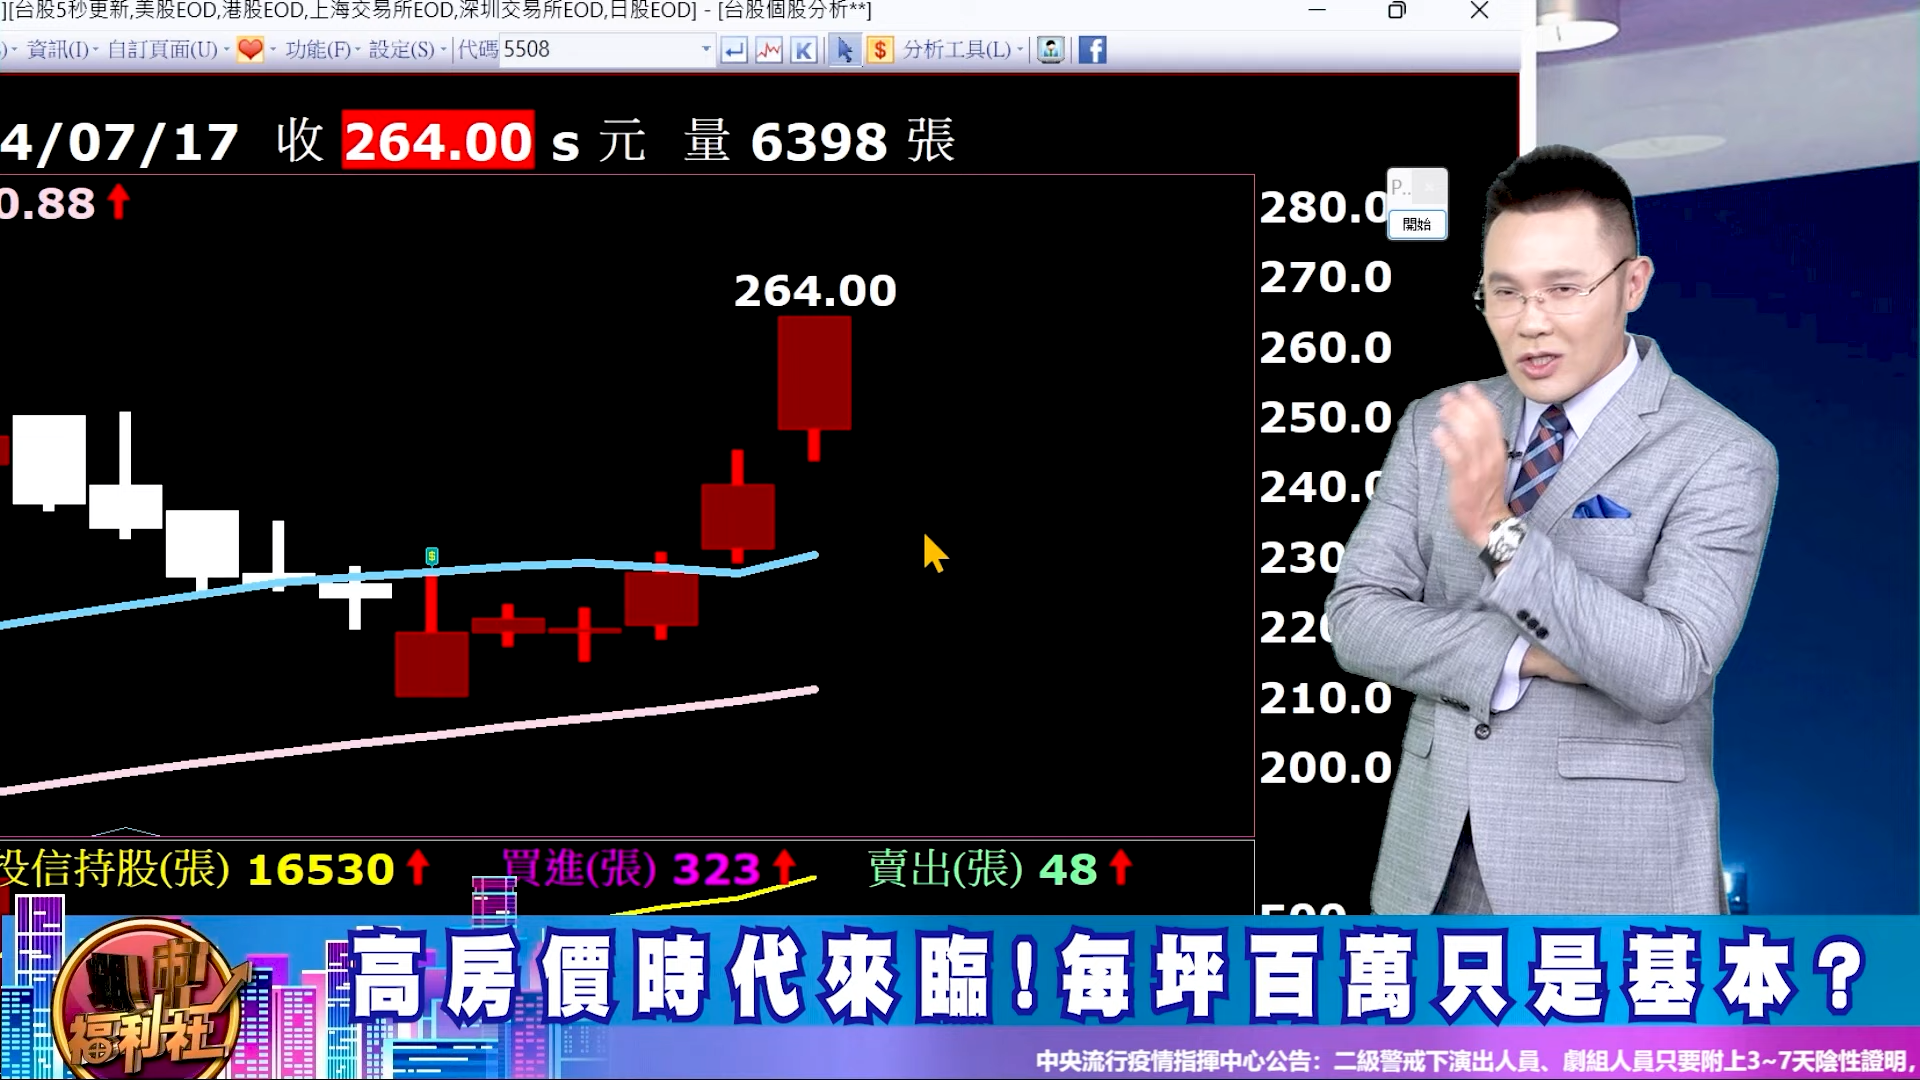 ][台股5秒更新,美股EOD,港股EOD,上海交易所EOD,深圳交易所EOD,日股EOD] - [台股個股分析**]
)· 資訊(I)· 自訂頁面(U)· 功能(F)· 設定(S)· 代碼 5508 K $ 分析工具(L)· f
4/07/17 收 264.00 s 元 量 6398 張
0.88
264.00
280.0
270.0
260.0
250.0
240.0
230
220
210.0
200.0
P..
開始
$
投信持股(張) 16530 買進(張) 323 賣出(張) 48
500
股市福利社
高房價時代來臨!每坪百萬只是基本?
中央流行疫情指揮中心公告：二級警戒下演出人員、劇組人員只要附上3~7天陰性證明，